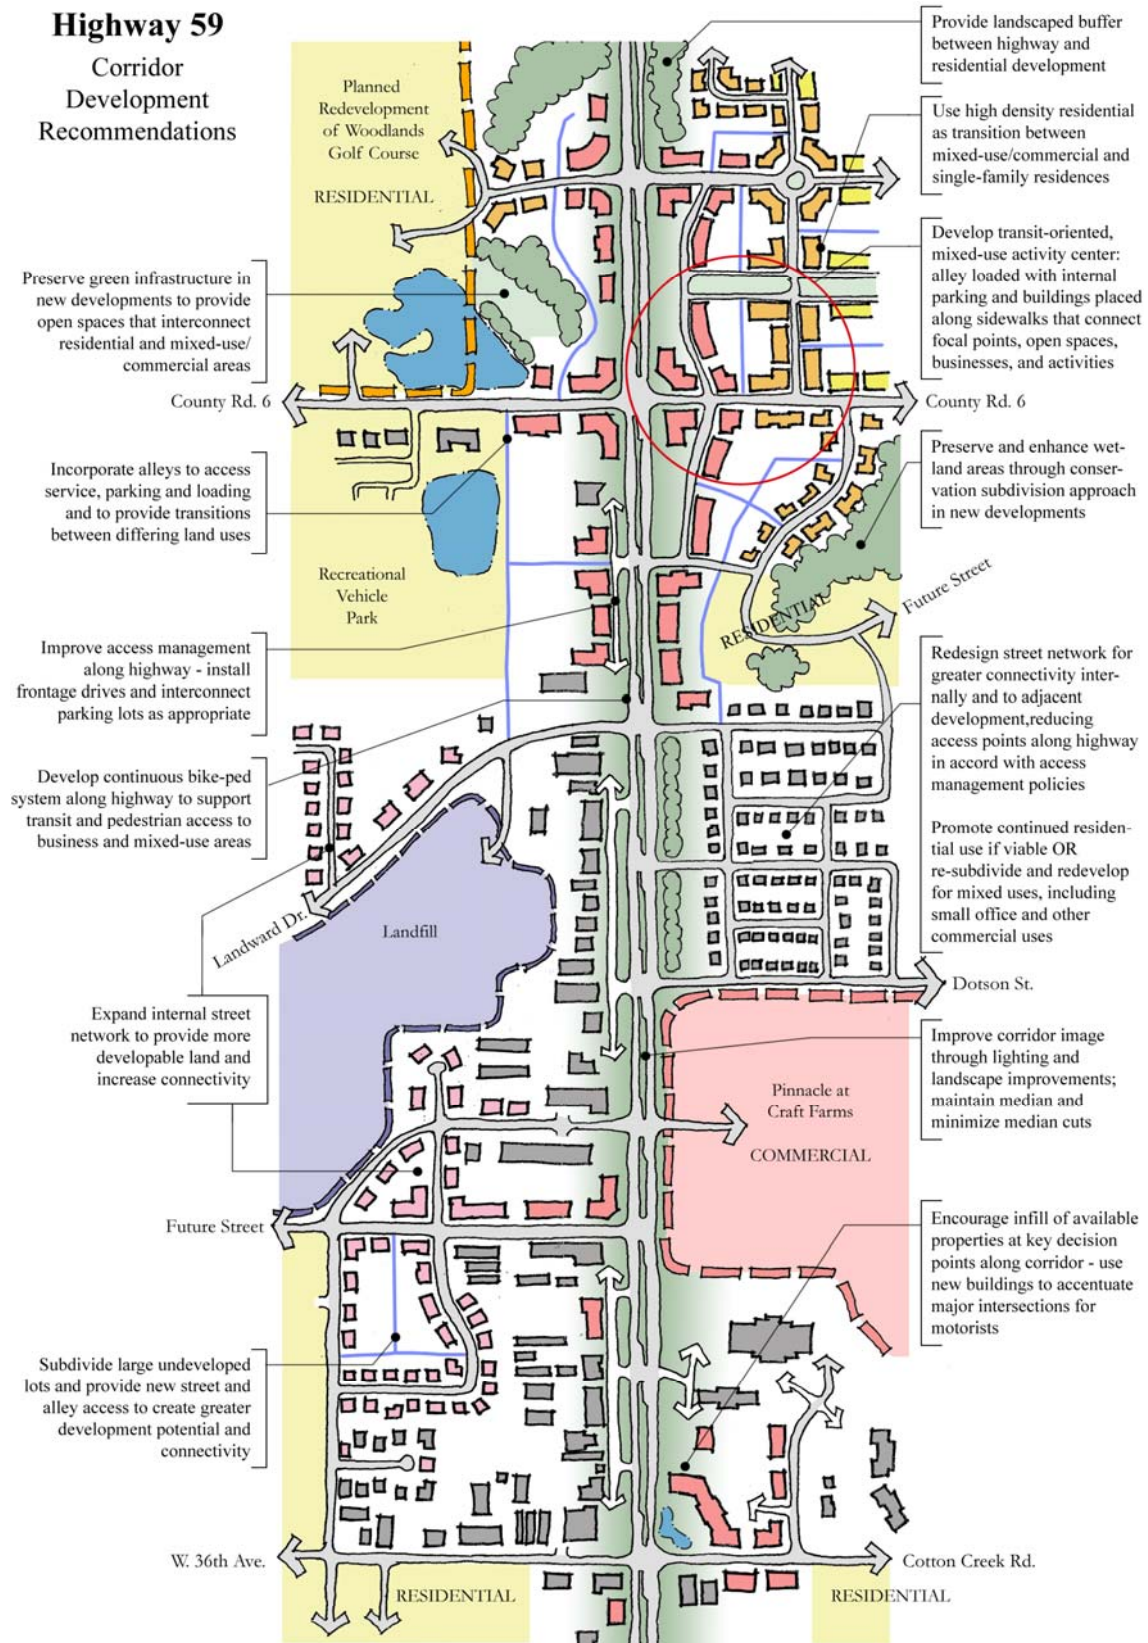 Highway 59
Corridor
Development
Recommendations
Planned
Redevelopment
of Woodlands
Golf Course
RESIDENTIAL
Provide landscaped buffer
between highway and
residential development
Use high density residential
as transition between
mixed-use/commercial and
single-family residences
Develop transit-oriented,
mixed-use activity center:
alley loaded with internal
parking and buildings placed
along sidewalks that connect
focal points, open spaces,
businesses, and activities
Preserve green infrastructure in
new developments to provide
open spaces that interconnect
residential and mixed-use/
commercial areas
County Rd. 6
County Rd. 6
Incorporate alleys to access
service, parking and loading
and to provide transitions
between differing land uses
Preserve and enhance wet-
land areas through conser-
vation subdivision approach
in new developments
Recreational
Vehicle
Park
RESIDENTIAL
Future Street
Improve access management
along highway - install
frontage drives and interconnect
parking lots as appropriate
Redesign street network for
greater connectivity inter-
nally and to adjacent
development,reducing
access points along highway
in accord with access
management policies
Promote continued residen-
tial use if viable OR
re-subdivide and redevelop
for mixed uses, including
small office and other
commercial uses
Develop continuous bike-ped
system along highway to support
transit and pedestrian access to
business and mixed-use areas
Landward Dr.
Landfill
Dotson St.
Expand internal street
network to provide more
developable land and
increase connectivity
Improve corridor image
through lighting and
landscape improvements;
maintain median and
minimize median cuts
Pinnacle at
Craft Farms
COMMERCIAL
Future Street
Encourage infill of available
properties at key decision
points along corridor - use
new buildings to accentuate
major intersections for
motorists
Subdivide large undeveloped
lots and provide new street and
alley access to create greater
development potential and
connectivity
W. 36th Ave.
Cotton Creek Rd.
RESIDENTIAL
RESIDENTIAL